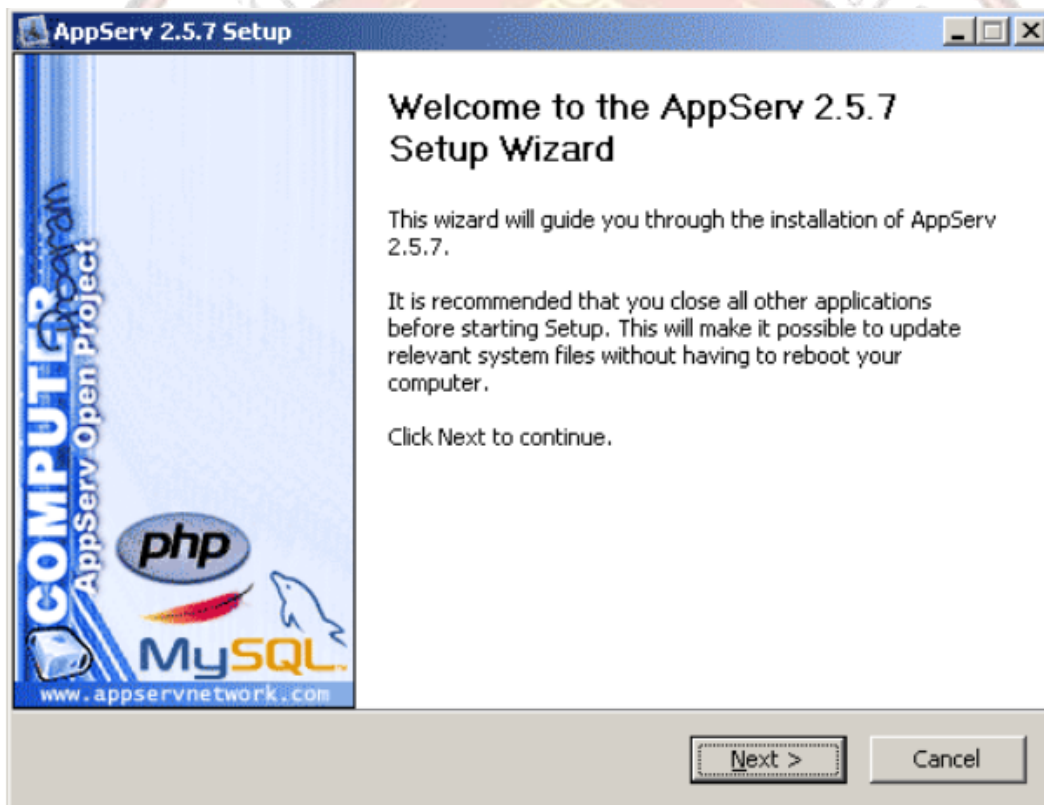 AppServ 2.5.7 Setup
Welcome to the AppServ 2.5.7
Setup Wizard
This wizard will guide you through the installation of AppServ
2.5.7.
It is recommended that you close all other applications
before starting Setup. This will make it possible to update
relevant system files without having to reboot your
computer.
Click Next to continue.
COMPUTER
Program
AppServ Open Project
php
MySQL
www.appservnetwork.com
Next >
Cancel